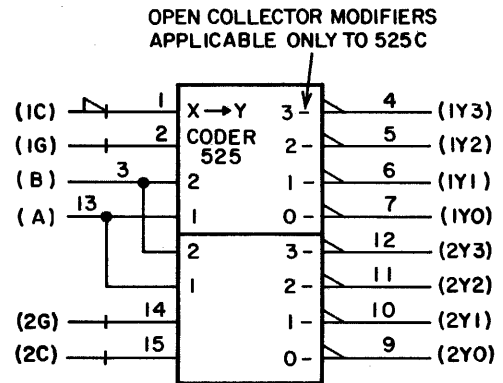 OPEN COLLECTOR MODIFIERS
APPLICABLE ONLY TO 525C
(1C) 1 X→Y 3- 4 (1Y3)
(1G) 2 CODER 2- 5 (1Y2)
525
(B) 3 2 1- 6 (1Y1)
(A) 13 1 0- 7 (1Y0)
2 3- 12 (2Y3)
1 2- 11 (2Y2)
(2G) 14 1- 10 (2Y1)
(2C) 15 0- 9 (2Y0)